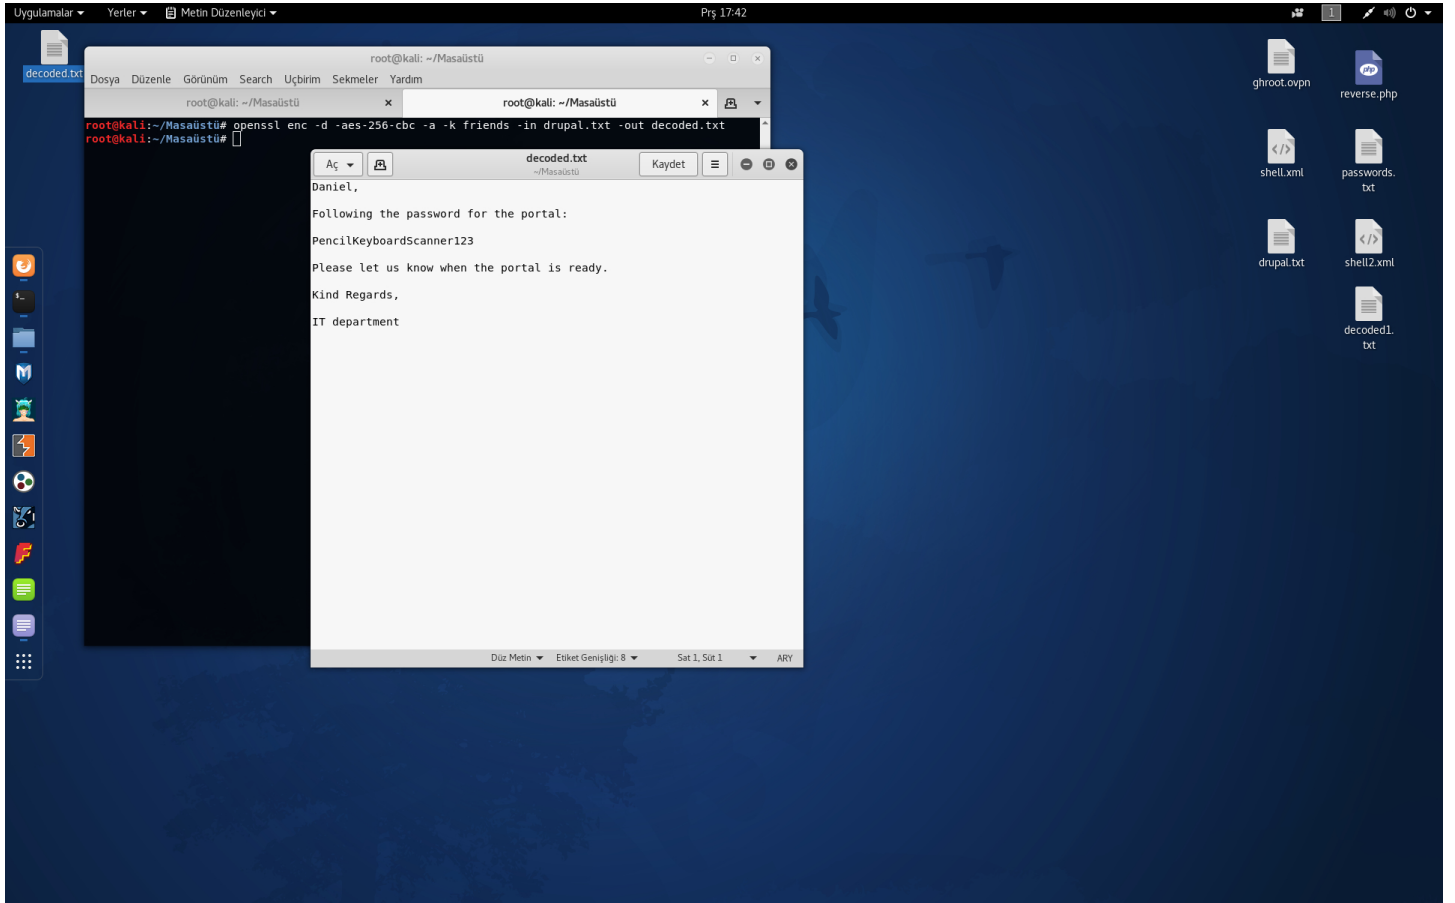 Uygulamalar Yerler Metin Düzenleyici Prş 17:42 1
decoded.txt
root@kali: ~/Masaüstü
Dosya Düzenle Görünüm Search Uçbirim Sekmeler Yardım
root@kali: ~/Masaüstü root@kali: ~/Masaüstü
root@kali:~/Masaüstü# openssl enc -d -aes-256-cbc -a -k friends -in drupal.txt -out decoded.txt
root@kali:~/Masaüstü#
Aç decoded.txt Kaydet
~/Masaüstü
Daniel,
Following the password for the portal:
PencilKeyboardScanner123
Please let us know when the portal is ready.
Kind Regards,
IT department
Düz Metin Etiket Genişliği: 8 Sat 1, Süt 1 ARY
ghroot.ovpn
php
reverse.php
shell.xml
passwords.
txt
drupal.txt
shell2.xml
decoded1.
txt